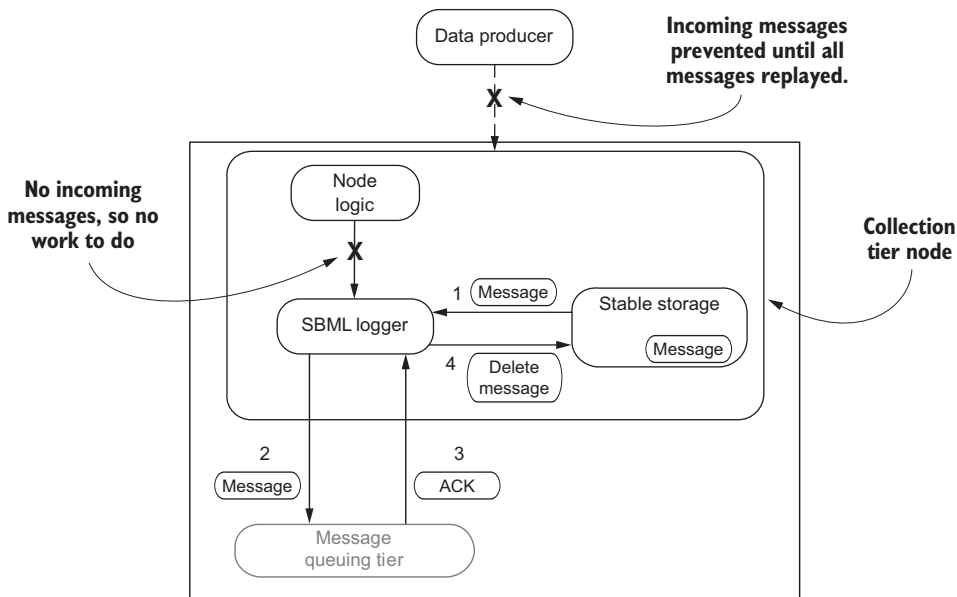 Data producer
Incoming messages
prevented until all
messages replayed.
X
No incoming
messages, so no
work to do
Node
logic
X
Collection
tier node
1
Message
Stable storage
Message
SBML logger
4
Delete
message
2
Message
3
ACK
Message
queuing tier